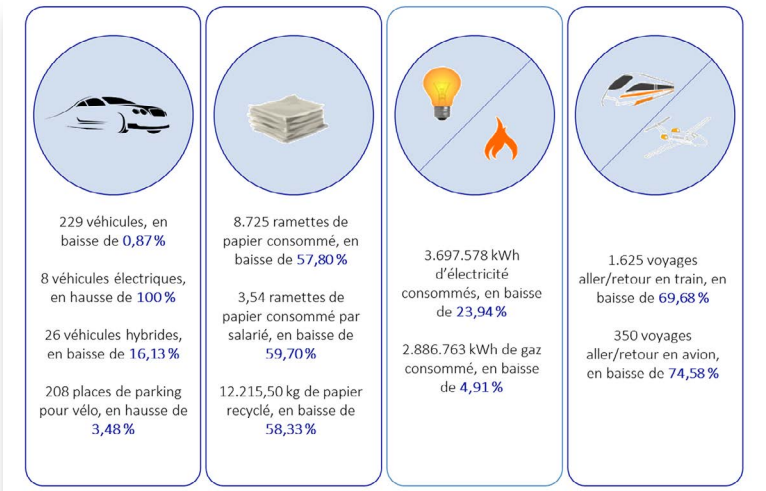 229 véhicules, en
baisse de 0,87%
8 véhicules électriques,
en hausse de 100%
26 véhicules hybrides,
en baisse de 16,13%
208 places de parking
pour vélo, en hausse de
3,48%
8.725 ramettes de
papier consommé, en
baisse de 57,80%
3,54 ramettes de
papier consommé par
salarié, en baisse de
59,70%
12.215,50 kg de papier
recyclé, en baisse de
58,33%
3.697.578 kWh
d'électricité
consommés, en baisse
de 23,94%
2.886.763 kWh de gaz
consommé, en baisse
de 4,91%
1.625 voyages
aller/retour en train, en
baisse de 69,68%
350 voyages
aller/retour en avion,
en baisse de 74,58%